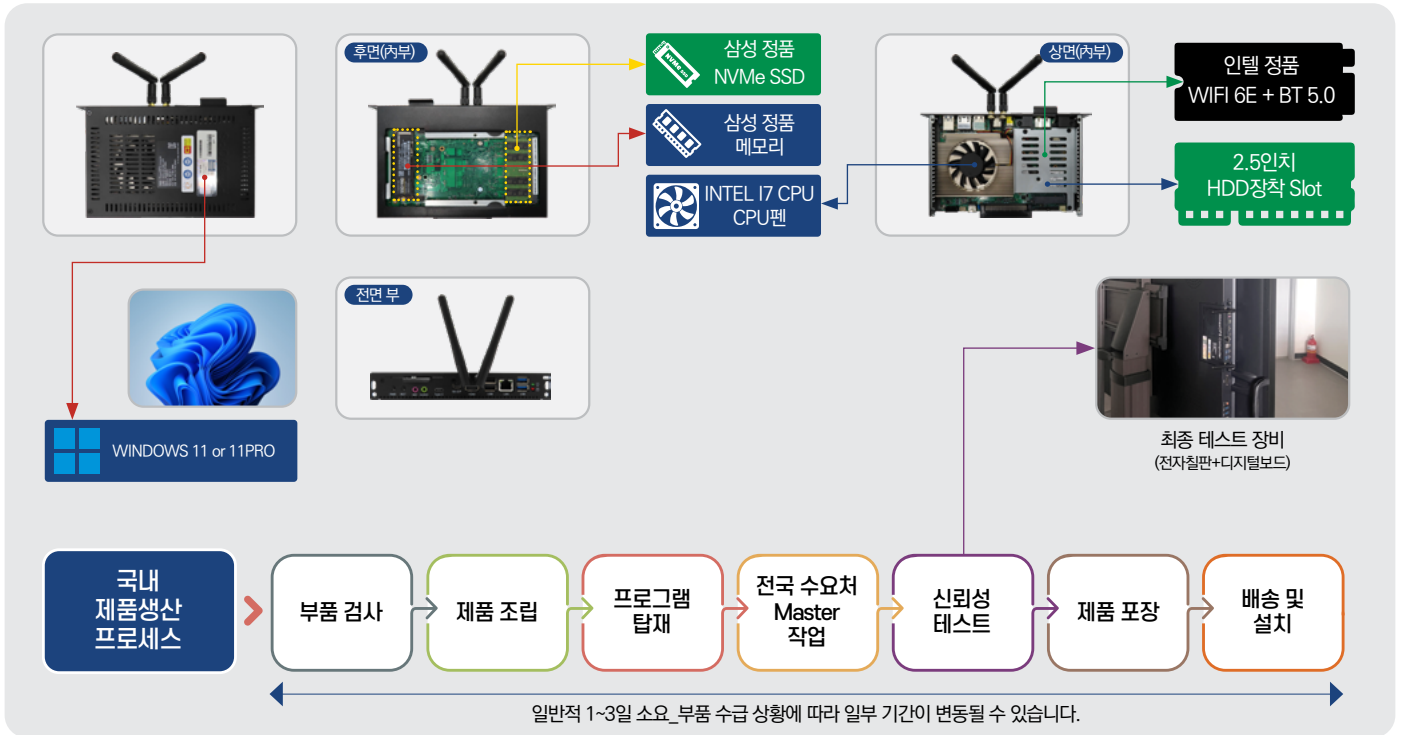 후면(內부)
삼성 정품
NVMe SSD
NVMe SSD
삼성 정품
메모리
INTEL I7 CPU
CPU펜
상면(內부)
인텔 정품
WIFI 6E + BT 5.0
2.5인치
HDD장착 Slot
전면 부
WINDOWS 11 or 11PRO
최종 테스트 장비
(전자칠판+디지털보드)
국내
제품생산
프로세스
부품 검사
제품 조립
프로그램
탑재
전국 수요처
Master
작업
신뢰성
테스트
제품 포장
배송 및
설치
일반적 1~3일 소요_부품 수급 상황에 따라 일부 기간이 변동될 수 있습니다.